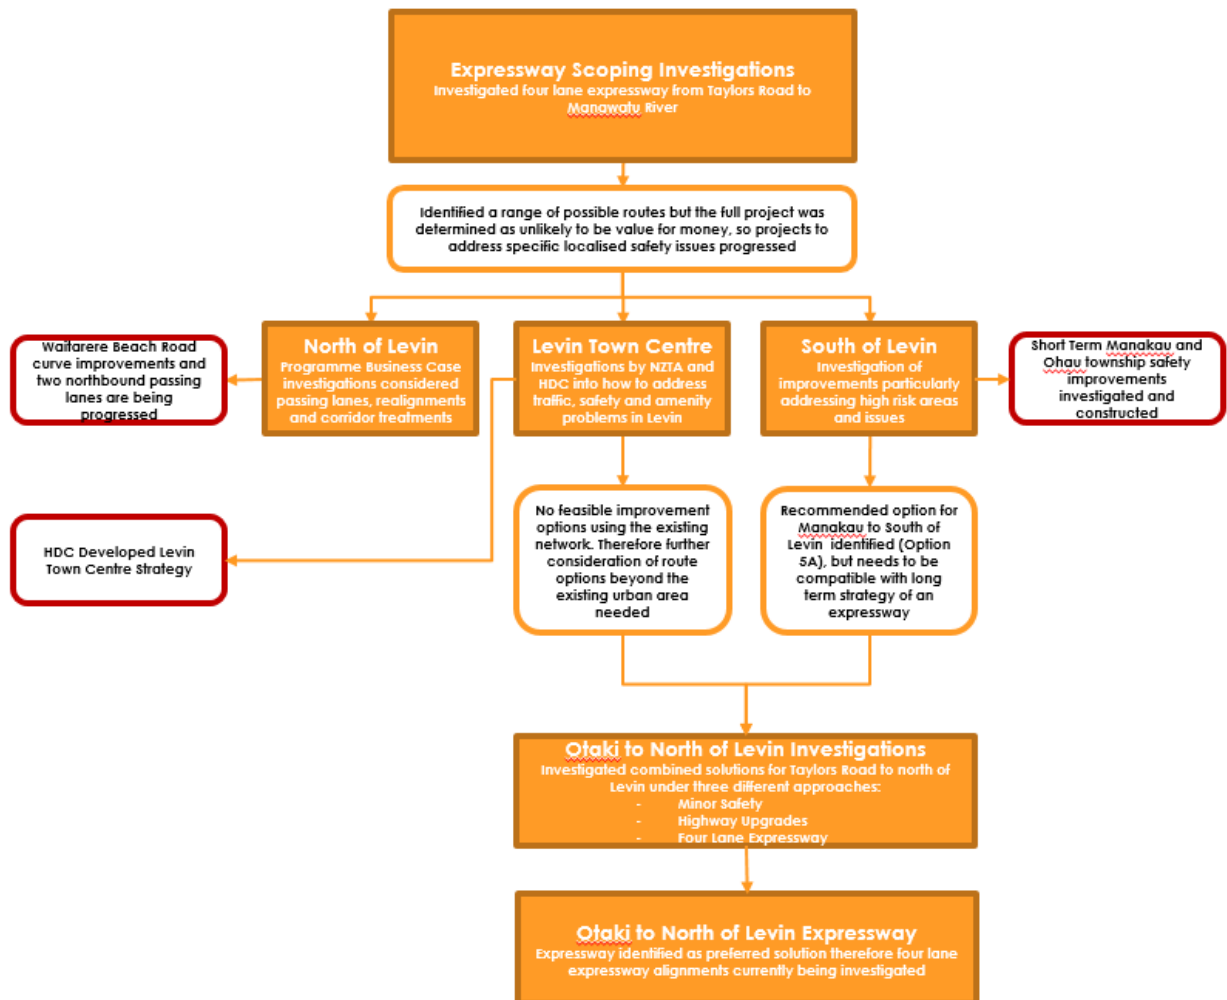 Expressway Scoping Investigations
Investigated four lane expressway from Taylors Road to
Manawatu River
Identified a range of possible routes but the full project was
determined as unlikely to be value for money, so projects to
address specific localised safety issues progressed
Waitarere Beach Road
curve improvements and
two northbound passing
lanes are being
progressed
North of Levin
Programme Business Case
investigations considered
passing lanes, realignments
and corridor treatments
Levin Town Centre
Investigations by NZTA and
HDC into how to address
traffic, safety and amenity
problems in Levin
South of Levin
Investigation of
improvements particularly
addressing high risk areas
and issues
Short Term Manakau and
Ohau township safety
improvements
investigated and
constructed
HDC Developed Levin
Town Centre Strategy
No feasible improvement
options using the existing
network. Therefore further
consideration of route
options beyond the
existing urban area
needed
Recommended option for
Manakau to South of
Levin identified (Option
5A), but needs to be
compatible with long
term strategy of an
expressway
Otaki to North of Levin Investigations
Investigated combined solutions for Taylors Road to north of
Levin under three different approaches:
- Minor Safety
- Highway Upgrades
- Four Lane Expressway
Otaki to North of Levin Expressway
Expressway identified as preferred solution therefore four lane
expressway alignments currently being investigated